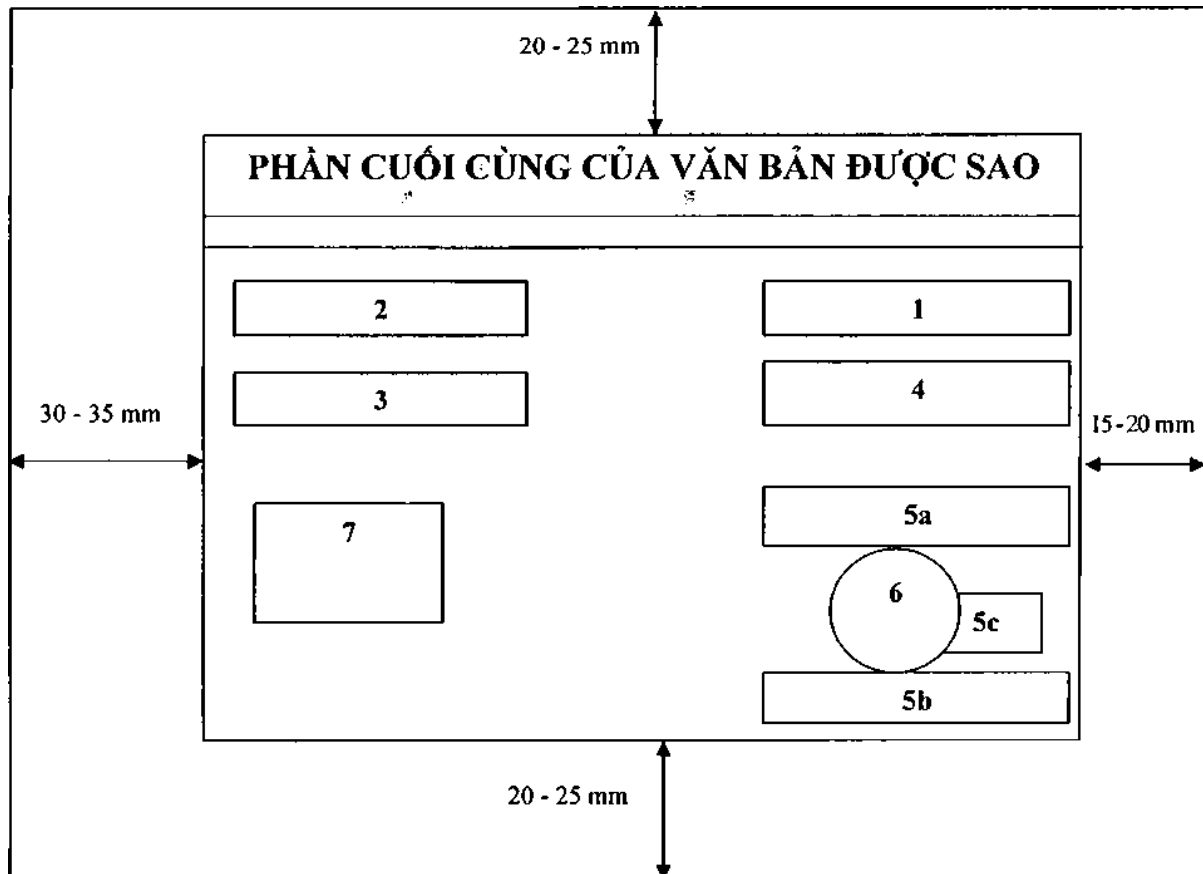 20 - 25 mm
PHẦN CUỐI CÙNG CỦA VĂN BẢN ĐƯỢC SAO
2
1
3
4
30 - 35 mm
15-20 mm
5a
7
6
5c
5b
20 - 25 mm